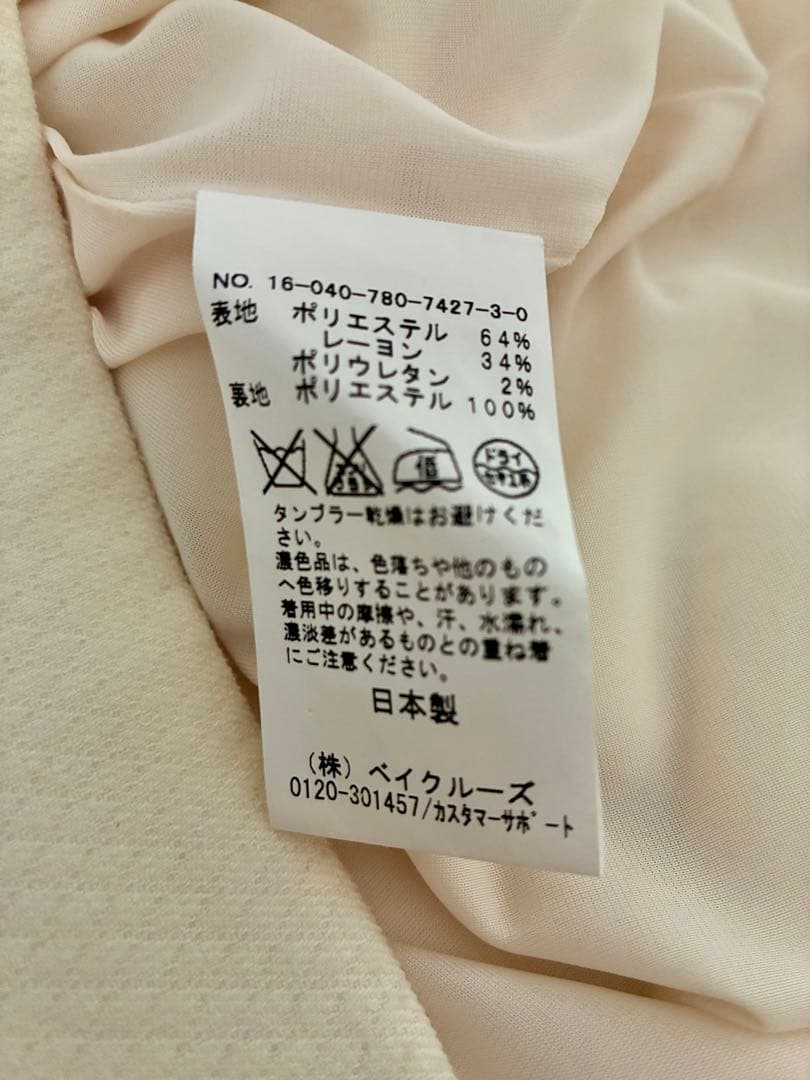 NO. 16-040-780-7427-3-0
表地 ポリエステル 64%
レーヨン 34%
ポリウレタン 2%
裏地 ポリエステル 100%
低 ドライ
タンブラー乾燥はお避けくだ
さい。
濃色品は、色落ちや他のもの
へ色移りすることがあります。
着用中の摩擦や、汗、水濡れ、
濃淡差があるものとの重ね着
にご注意ください。
日本製
(株) ベイクルーズ
0120-301457/カスタマーサポート